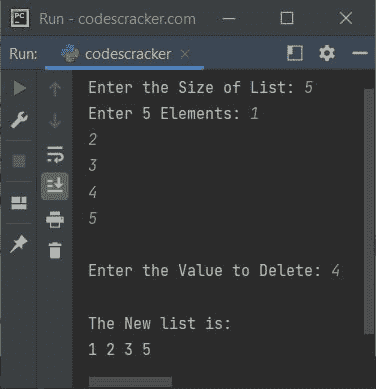 Run - codescracker.com
Run: codescracker
Enter the Size of List: 5
Enter 5 Elements: 1
2
3
4
5
Enter the Value to Delete: 4
The New list is:
1 2 3 5